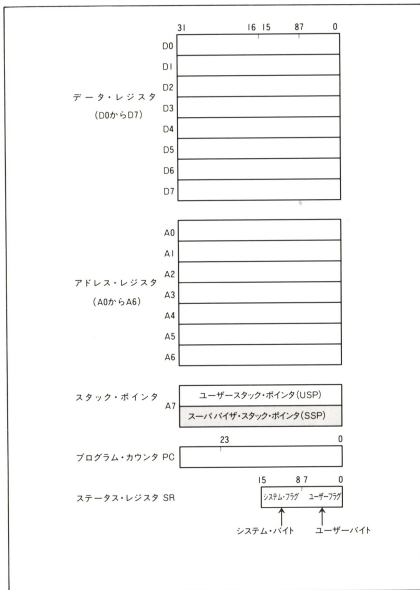 31 16 15 87 0
D0
D1
D2
データ・レジスタ
D3
(D0からD7)
D4
D5
D6
D7
A0
A1
A2
アドレス・レジスタ
A3
(A0からA6)
A4
A5
A6
スタック・ポインタ A7
ユーザースタック・ポインタ(USP)
スーパバイザ・スタック・ポインタ(SSP)
23 0
プログラム・カウンタ PC
15 8 7 0
ステータス・レジスタ SR システム・フラグ ユーザーフラグ
システム・バイト ユーザーバイト